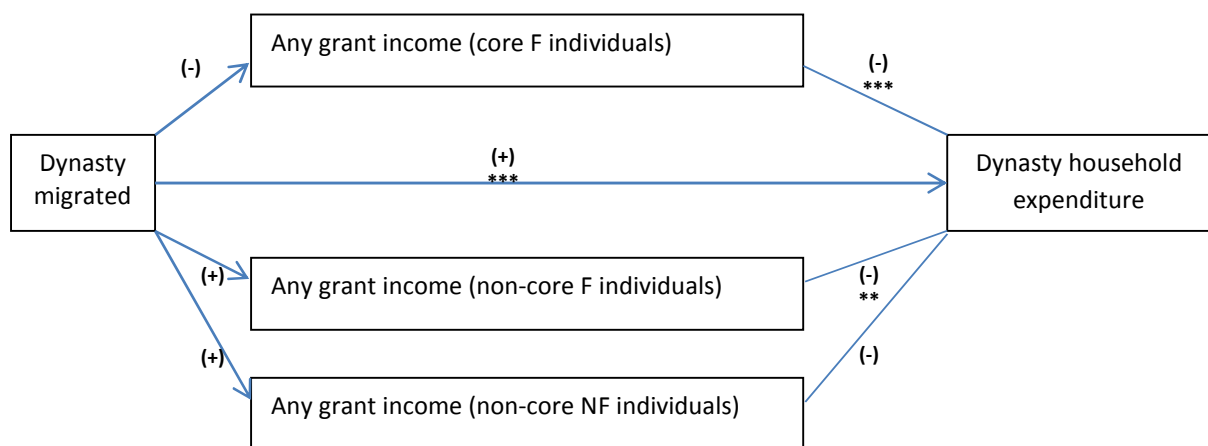 Any grant income (core F individuals)
(-)
(-)
***
Dynasty
migrated
(+)
***
Dynasty household
expenditure
(+)
Any grant income (non-core F individuals)
(-)
**
(+)
(-)
Any grant income (non-core NF individuals)